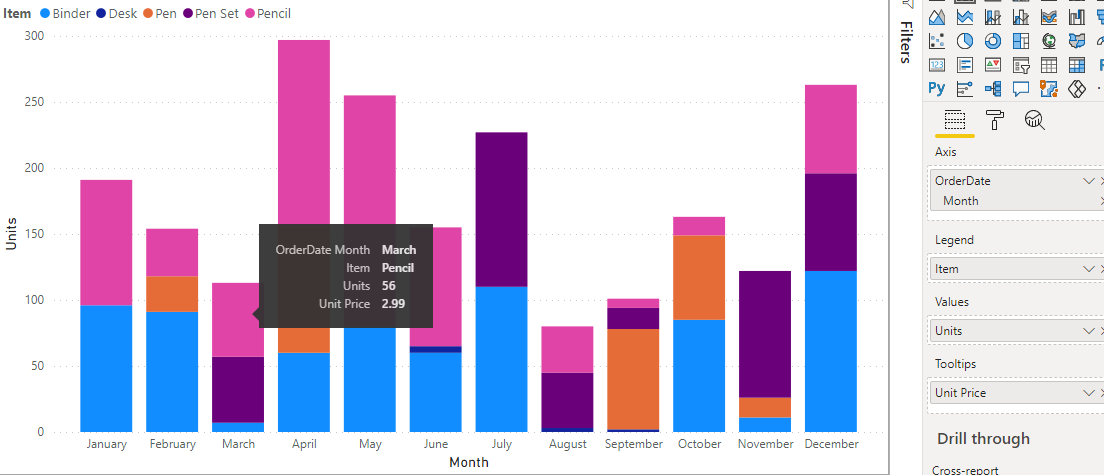 Item Binder Desk Pen Pen Set Pencil
300
250
200
150
100
50
0
Units
January February March April May June July August September October November December
Month
OrderDate Month March
Item Pencil
Units 56
Unit Price 2.99
Filters
123
Py
Axis
OrderDate
Month
Legend
Item
Values
Units
Tooltips
Unit Price
Drill through
Cross-report